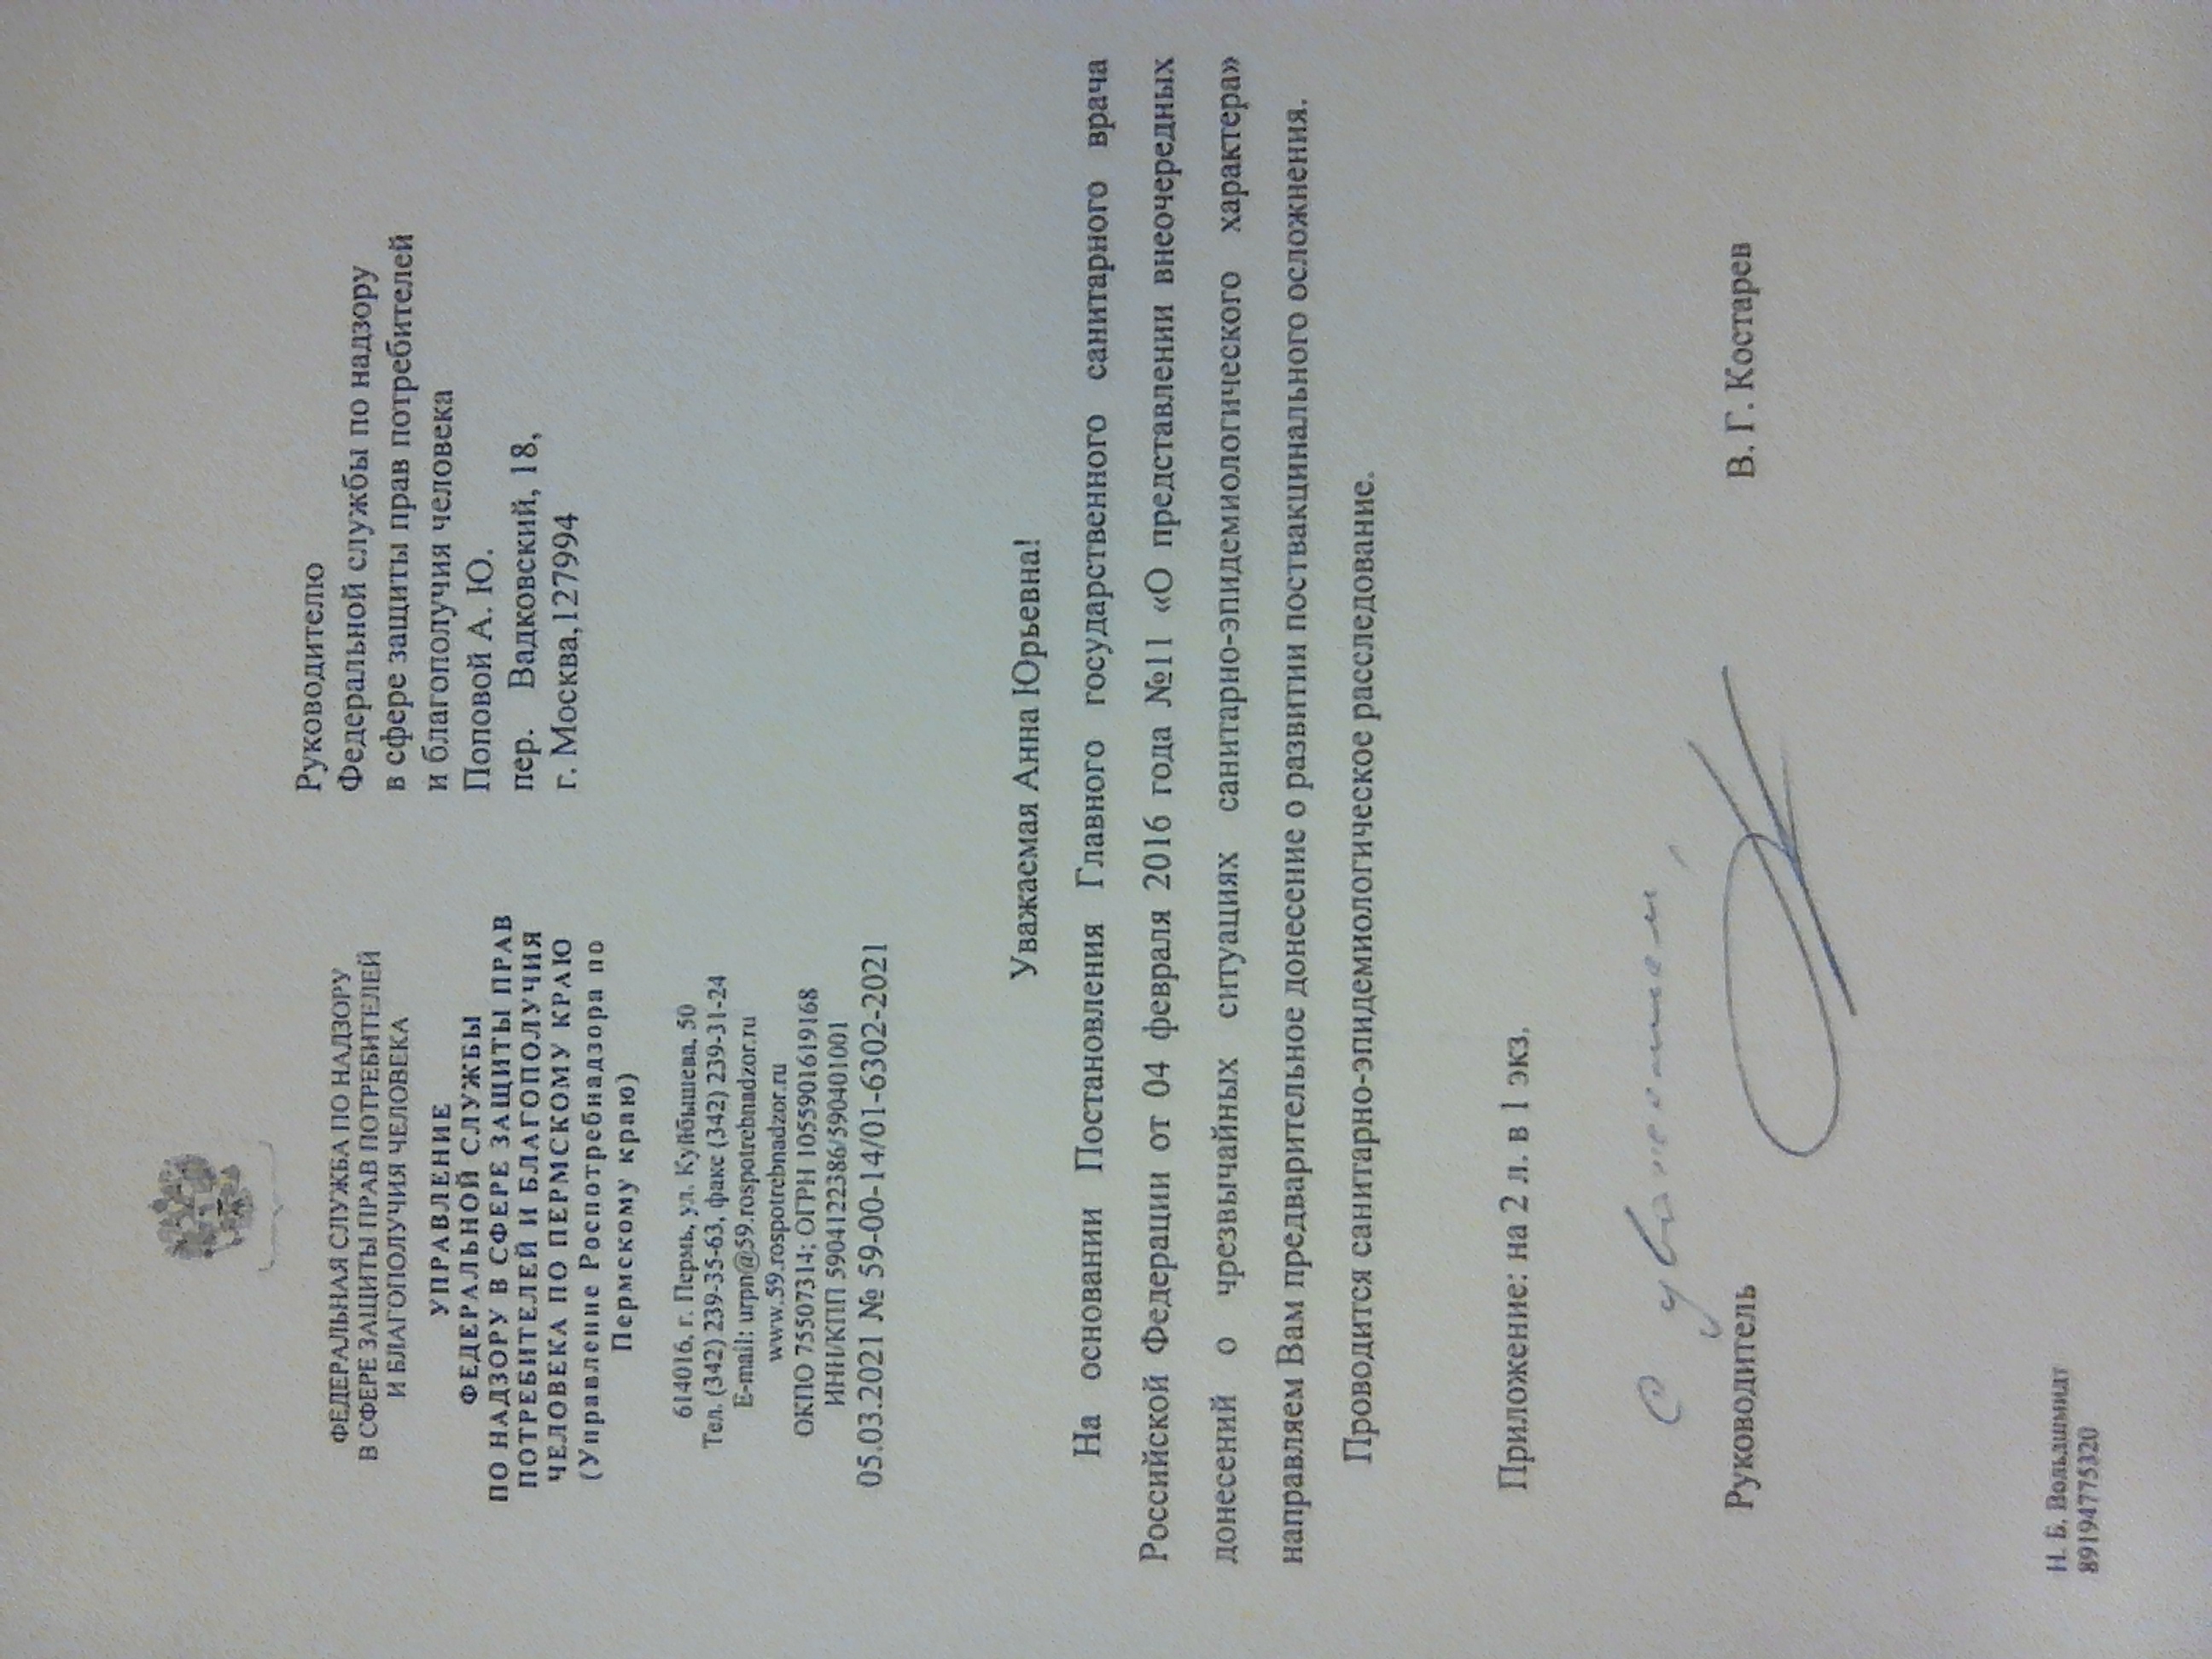 ФЕДЕРАЛЬНАЯ СЛУЖБА ПО НАДЗОРУ
В СФЕРЕ ЗАЩИТЫ ПРАВ ПОТРЕБИТЕЛЕЙ
И БЛАГОПОЛУЧИЯ ЧЕЛОВЕКА
УПРАВЛЕНИЕ
ФЕДЕРАЛЬНОЙ СЛУЖБЫ
ПО НАДЗОРУ В СФЕРЕ ЗАЩИТЫ ПРАВ
ПОТРЕБИТЕЛЕЙ И БЛАГОПОЛУЧИЯ
ЧЕЛОВЕКА ПО ПЕРМСКОМУ КРАЮ
(Управление Роспотребнадзора по
Пермскому краю)
614016, г. Пермь, ул. Куйбышева, 50
Тел. (342) 239-35-63, факс (342) 239-31-24
E-mail: urpn@59.rospotrebnadzor.ru
www.59.rospotrebnadzor.ru
ОКПО 75507314; ОГРН 1055901619168
ИНН/КПП 5904122386/590401001
05.03.2021 № 59-00-14/01-6302-2021
Руководителю
Федеральной службы по надзору
в сфере защиты прав потребителей
и благополучия человека
Поповой А. Ю.
пер. Вадковский, 18,
г. Москва,127994
Уважаемая Анна Юрьевна!
На основании Постановления Главного государственного санитарного врача
Российской Федерации от 04 февраля 2016 года №11 «О представлении внеочередных
донесений о чрезвычайных ситуациях санитарно-эпидемиологического характера»
направляем Вам предварительное донесение о развитии поствакцинального осложнения.
Проводится санитарно-эпидемиологическое расследование.
Приложение: на 2 л. в 1 экз.
С уважением,
Руководитель В. Г. Костарев
Н. Б. Вольдшмидт
89194775320